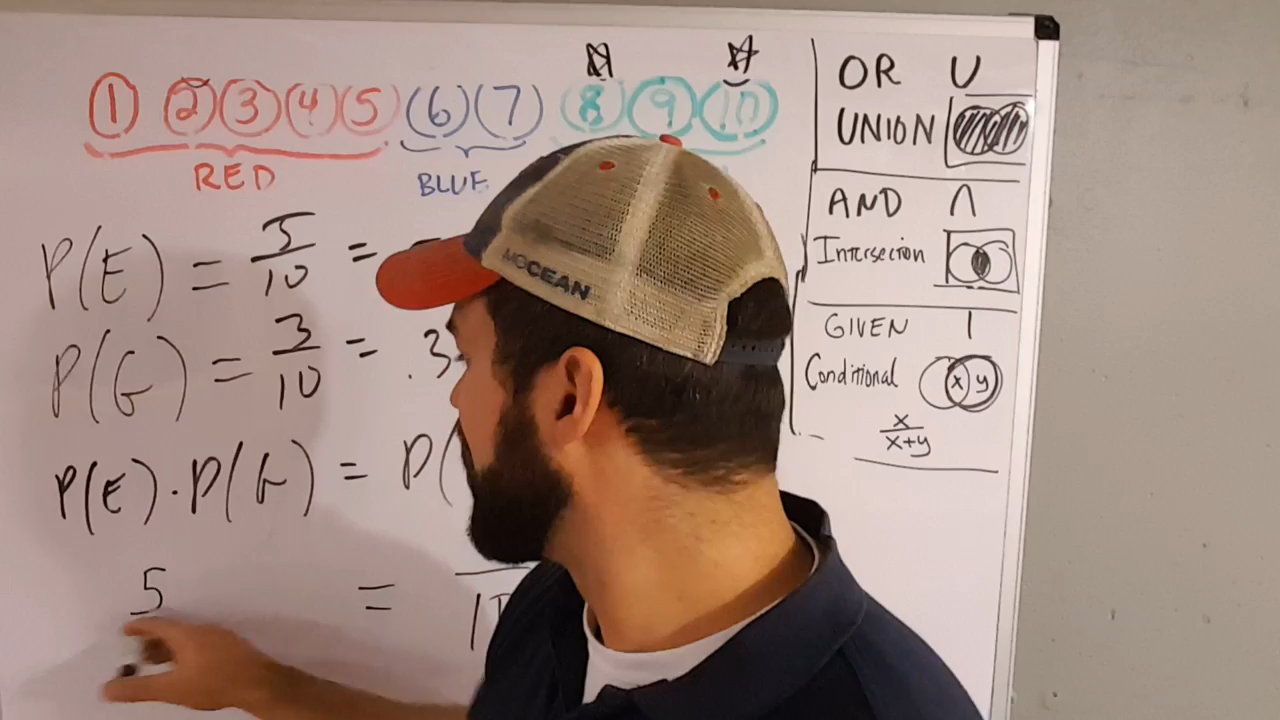 1 2 3 4 5 6 7 8 9 10
RED BLUE
P(E) = 5/10 =
P(G) = 3/10 = .3
P(E) · P(G) = P(
5 =
OR ∪
UNION
AND ∩
Intersection
GIVEN |
Conditional x y
x/x+y
MOCEAN